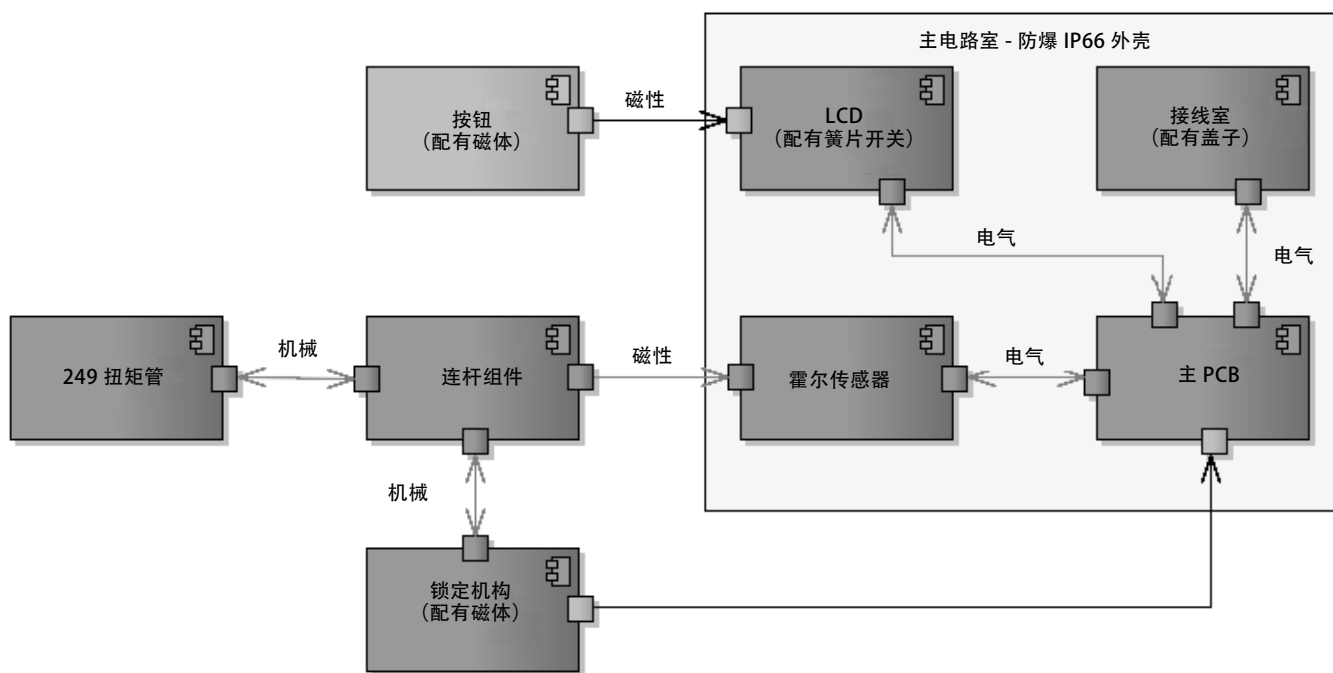 主电路室 - 防爆 IP66 外壳
按钮
（配有磁体）
磁性
LCD
（配有簧片开关）
接线室
（配有盖子）
电气
电气
249 扭矩管
机械
连杆组件
磁性
霍尔传感器
电气
主 PCB
机械
锁定机构
（配有磁体）